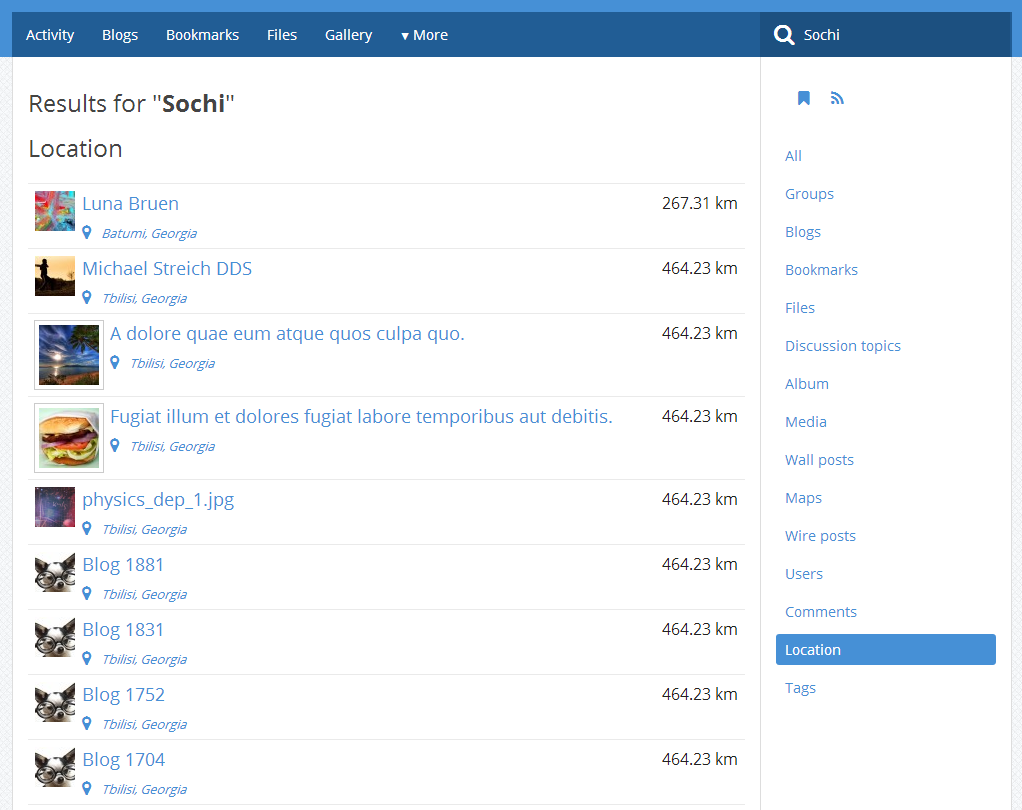 Activity Blogs Bookmarks Files Gallery ▾ More Sochi
Results for "Sochi"
Location
Luna Bruen 267.31 km
Batumi, Georgia
Michael Streich DDS 464.23 km
Tbilisi, Georgia
A dolore quae eum atque quos culpa quo. 464.23 km
Tbilisi, Georgia
Fugiat illum et dolores fugiat labore temporibus aut debitis. 464.23 km
Tbilisi, Georgia
physics_dep_1.jpg 464.23 km
Tbilisi, Georgia
Blog 1881 464.23 km
Tbilisi, Georgia
Blog 1831 464.23 km
Tbilisi, Georgia
Blog 1752 464.23 km
Tbilisi, Georgia
Blog 1704 464.23 km
Tbilisi, Georgia
All
Groups
Blogs
Bookmarks
Files
Discussion topics
Album
Media
Wall posts
Maps
Wire posts
Users
Comments
Location
Tags